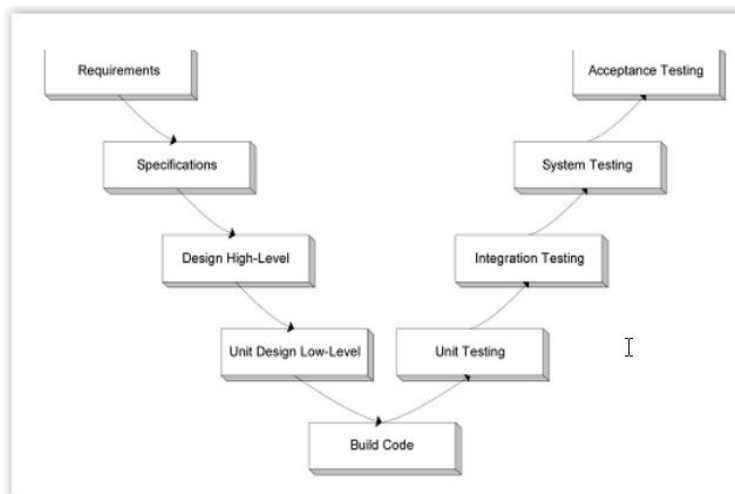 Requirements
Acceptance Testing
Specifications
System Testing
Design High-Level
Integration Testing
Unit Design Low-Level
Unit Testing
Build Code